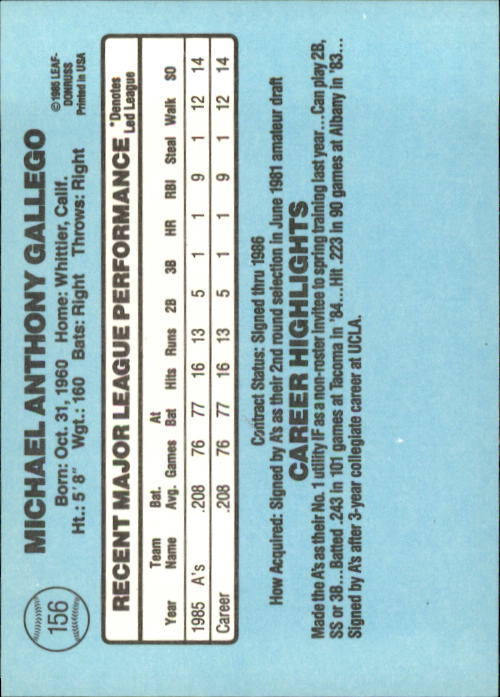 156
MICHAEL ANTHONY GALLEGO
Born: Oct. 31, 1960 Home: Whittier, Calif.
Ht.: 5'8" Wgt.: 160 Bats: Right Throws: Right
©1985 LEAF-
DONRUSS
Printed in USA
RECENT MAJOR LEAGUE PERFORMANCE
*Denotes
Led League
Year Team Name Bat. Avg. Games At Bat Hits Runs 2B 3B HR RBI Steal Walk SO
1985 A's .208 76 77 16 13 5 1 1 9 1 12 14
Career .208 76 77 16 13 5 1 1 9 1 12 14
Contract Status: Signed thru 1986
How Acquired: Signed by A's as their 2nd round selection in June 1981 amateur draft
CAREER HIGHLIGHTS
Made the A's as their No. 1 utility IF as a non-roster invitee to spring training last year...Can play 2B,
SS or 3B...Batted .243 in 101 games at Tacoma in '84...Hit .223 in 90 games at Albany in '83...
Signed by A's after 3-year collegiate career at UCLA.